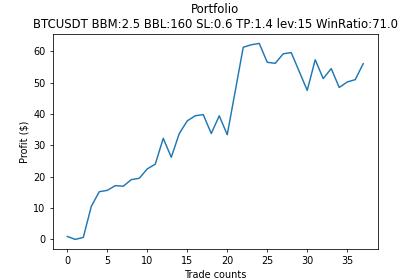 Portfolio
BTCUSDT BBM:2.5 BBL:160 SL:0.6 TP:1.4 lev:15 WinRatio:71.0
60
50
40
30
20
10
0
Profit ($)
0 5 10 15 20 25 30 35
Trade counts